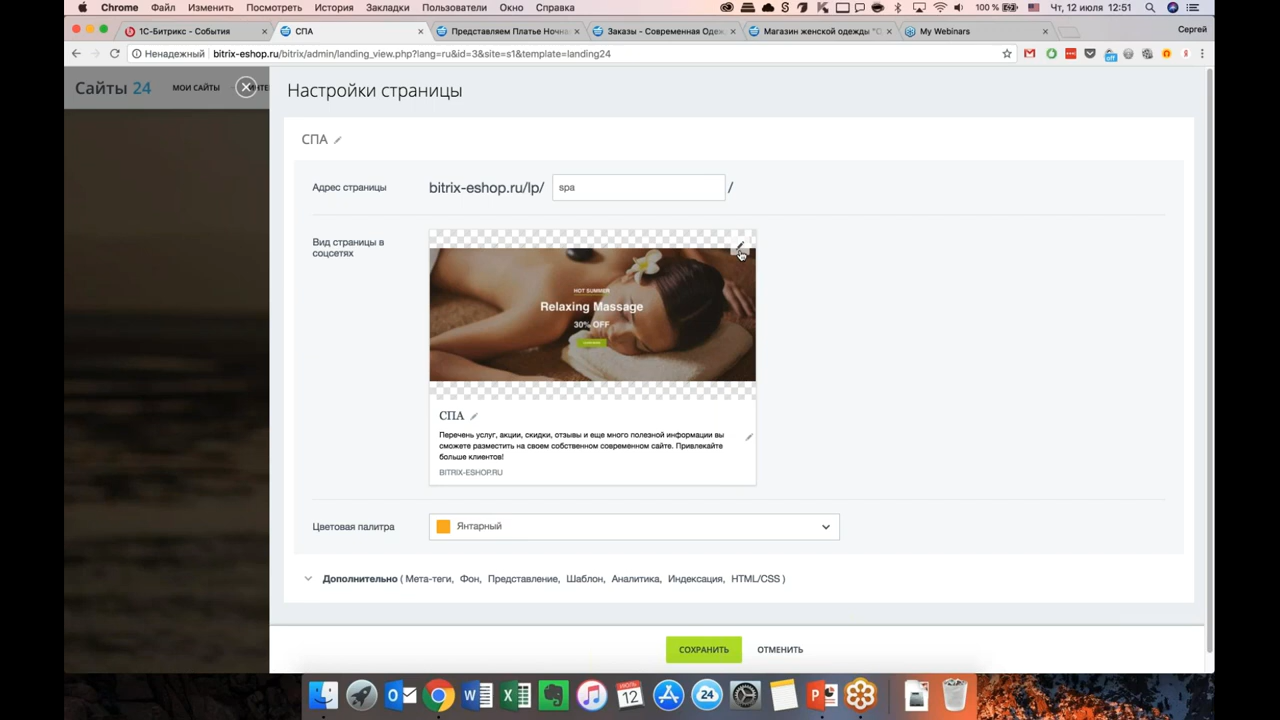 Chrome Файл Изменить Посмотреть История Закладки Пользователи Окно Справка 100 % Чт, 12 июля 12:51
1С-Битрикс - События × СПА × Представляем Платье Ночна × Заказы - Современная Одеж × Магазин женской одежды "С × My Webinars × Сергей
Ненадежный bitrix-eshop.ru/bitrix/admin/landing_view.php?lang=ru&id=3&site=s1&template=landing24
Сайты 24 МОИ САЙТЫ
Настройки страницы
СПА
Адрес страницы bitrix-eshop.ru/lp/ spa /
Вид страницы в
соцсетях
HOT SUMMER
Relaxing Massage
30% OFF
СПА
Перечень услуг, акции, скидки, отзывы и еще много полезной информации вы
сможете разместить на своем собственном современном сайте. Привлекайте
больше клиентов!
BITRIX-ESHOP.RU
Цветовая палитра Янтарный
Дополнительно ( Мета-теги, Фон, Представление, Шаблон, Аналитика, Индексация, HTML/CSS )
СОХРАНИТЬ ОТМЕНИТЬ
ИЮЛЬ
12
24